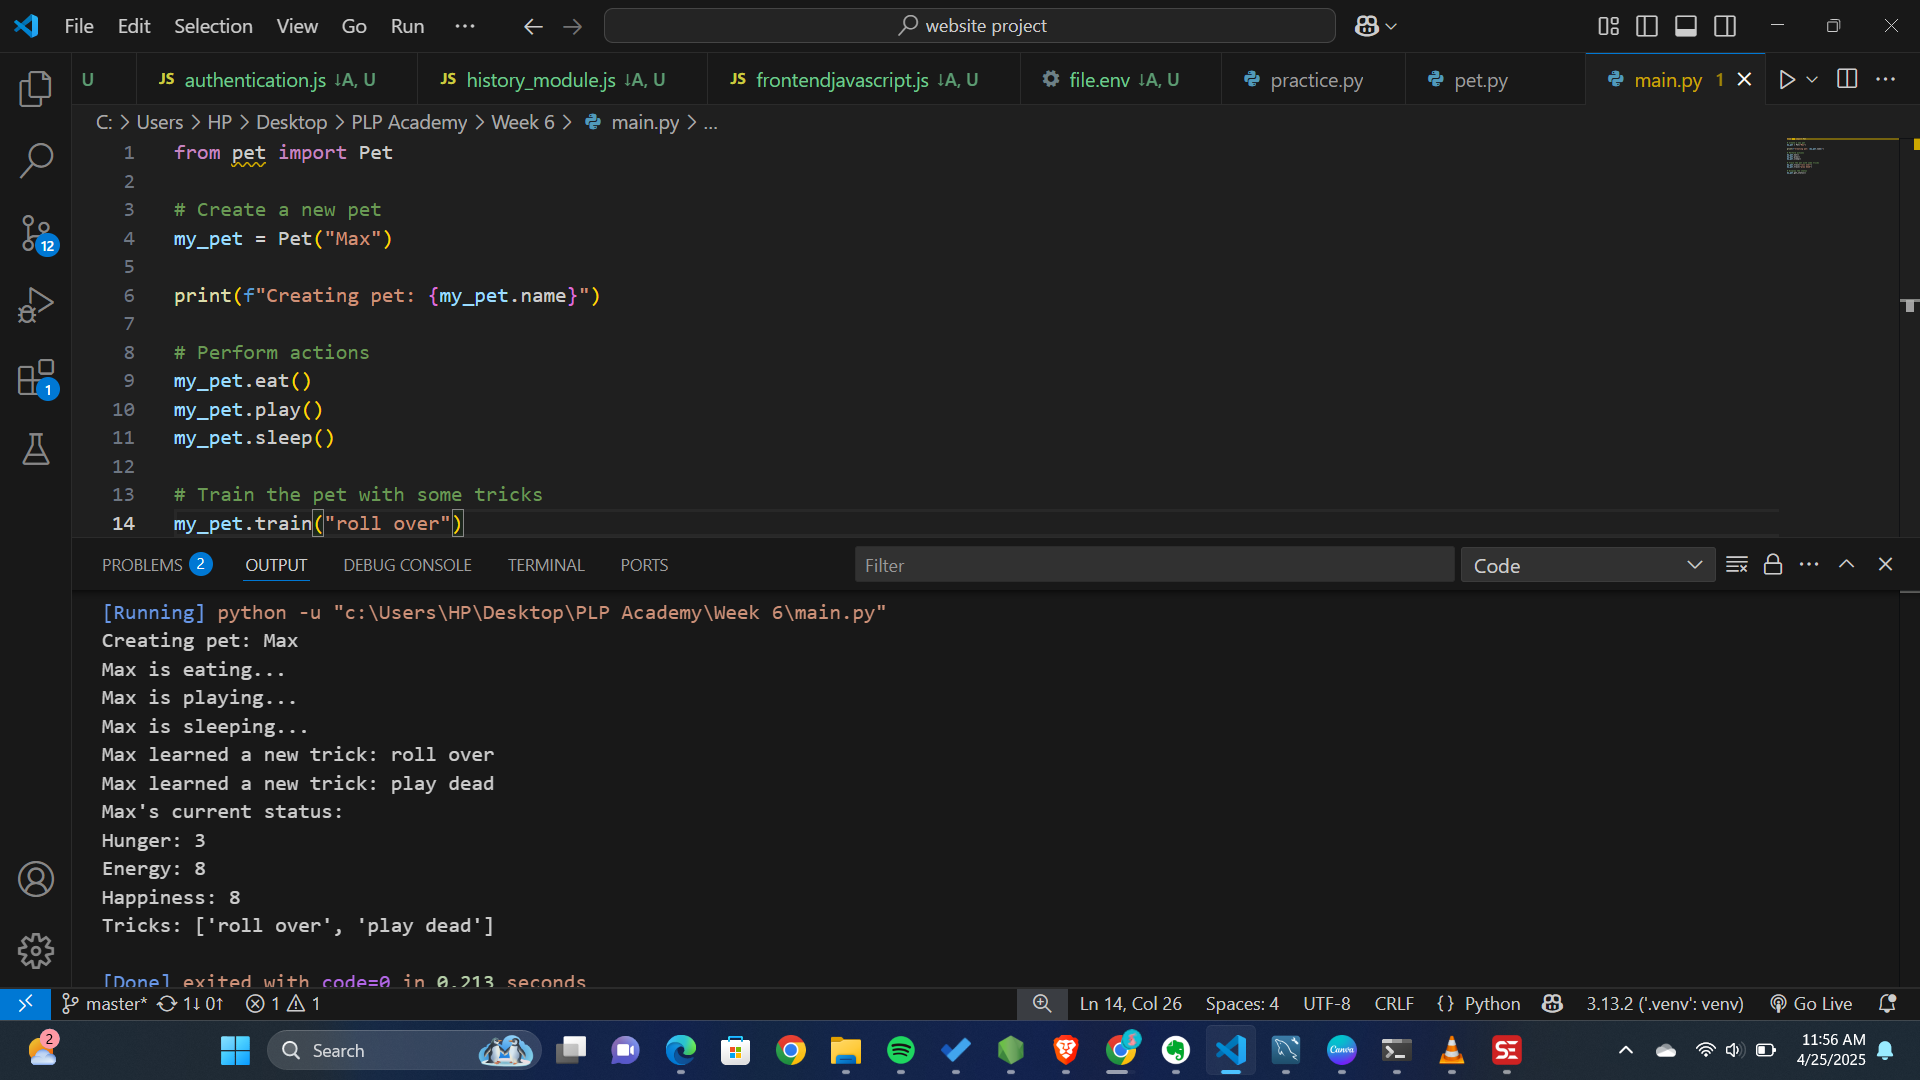 File Edit Selection View Go Run ··· website project
U JS authentication.js ↓A, U JS history_module.js ↓A, U JS frontendjavascript.js ↓A, U file.env ↓A, U practice.py pet.py main.py 1
C: > Users > HP > Desktop > PLP Academy > Week 6 > main.py > ...
1 from pet import Pet
2
3 # Create a new pet
4 my_pet = Pet("Max")
5
6 print(f"Creating pet: {my_pet.name}")
7
8 # Perform actions
9 my_pet.eat()
10 my_pet.play()
11 my_pet.sleep()
12
13 # Train the pet with some tricks
14 my_pet.train("roll over")
12
1
PROBLEMS 2 OUTPUT DEBUG CONSOLE TERMINAL PORTS Filter Code
[Running] python -u "c:\Users\HP\Desktop\PLP Academy\Week 6\main.py"
Creating pet: Max
Max is eating...
Max is playing...
Max is sleeping...
Max learned a new trick: roll over
Max learned a new trick: play dead
Max's current status:
Hunger: 3
Energy: 8
Happiness: 8
Tricks: ['roll over', 'play dead']
[Done] exited with code=0 in 0.213 seconds
master* 1↓ 0↑ 1 1 Ln 14, Col 26 Spaces: 4 UTF-8 CRLF {} Python 3.13.2 ('.venv': venv) Go Live
2 Search Canva SE 11:56 AM
4/25/2025